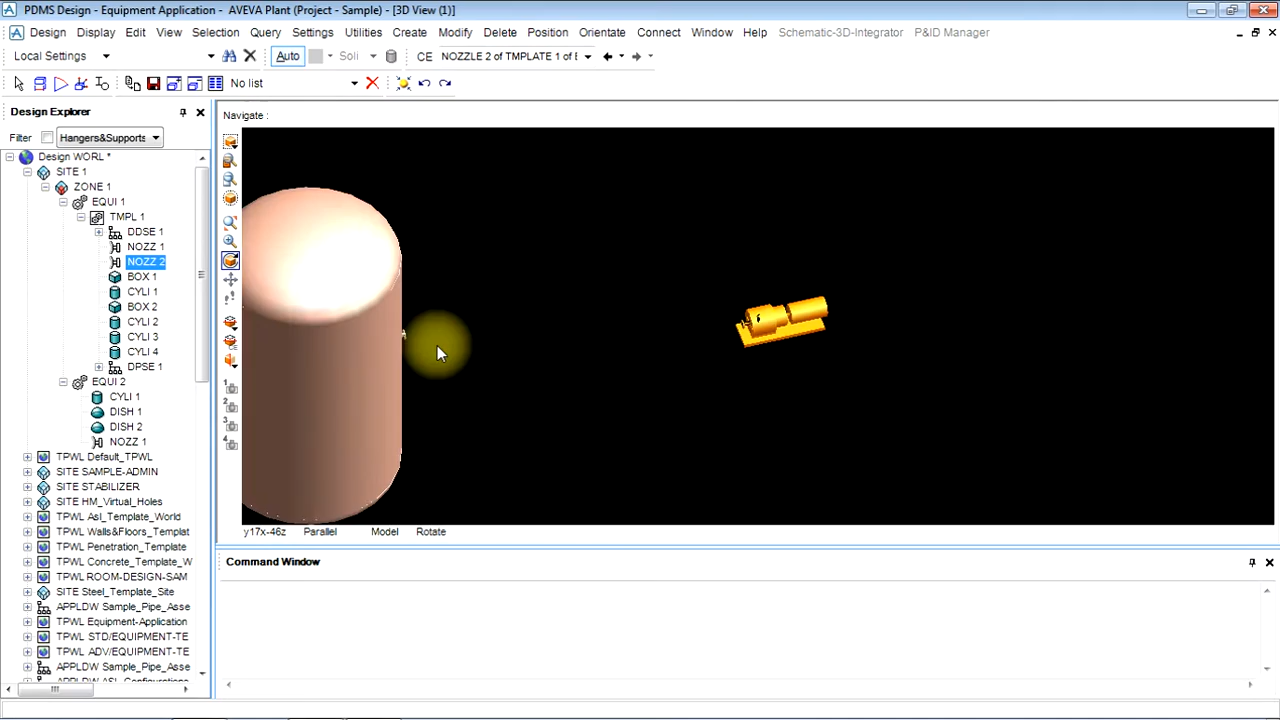 PDMS Design - Equipment Application - AVEVA Plant (Project - Sample) - [3D View (1)]
Design Display Edit View Selection Query Settings Utilities Create Modify Delete Position Orientate Connect Window Help Schematic-3D-Integrator P&ID Manager
Local Settings Auto Soli CE NOZZLE 2 of TMPLATE 1 of E
No list
Design Explorer
Navigate :
Filter Hangers&Supports
Design WORL *
SITE 1
ZONE 1
EQUI 1
TMPL 1
DDSE 1
NOZZ 1
NOZZ 2
BOX 1
CYLI 1
BOX 2
CYLI 2
CYLI 3
CYLI 4
DPSE 1
EQUI 2
CYLI 1
DISH 1
DISH 2
NOZZ 1
TPWL Default_TPWL
SITE SAMPLE-ADMIN
SITE STABILIZER
SITE HM_Virtual_Holes
TPWL Asl_Template_World
TPWL Walls&Floors_Templat
TPWL Penetration_Template
TPWL Concrete_Template_W
TPWL ROOM-DESIGN-SAM
SITE Steel_Template_Site
APPLDW Sample_Pipe_Asse
TPWL Equipment-Application
TPWL STD/EQUIPMENT-TE
TPWL ADV/EQUIPMENT-TE
APPLDW Sample_Pipe_Asse
APPLDW ASL_Configurations
CE
1
2
3
4
y17x-46z Parallel Model Rotate
Command Window